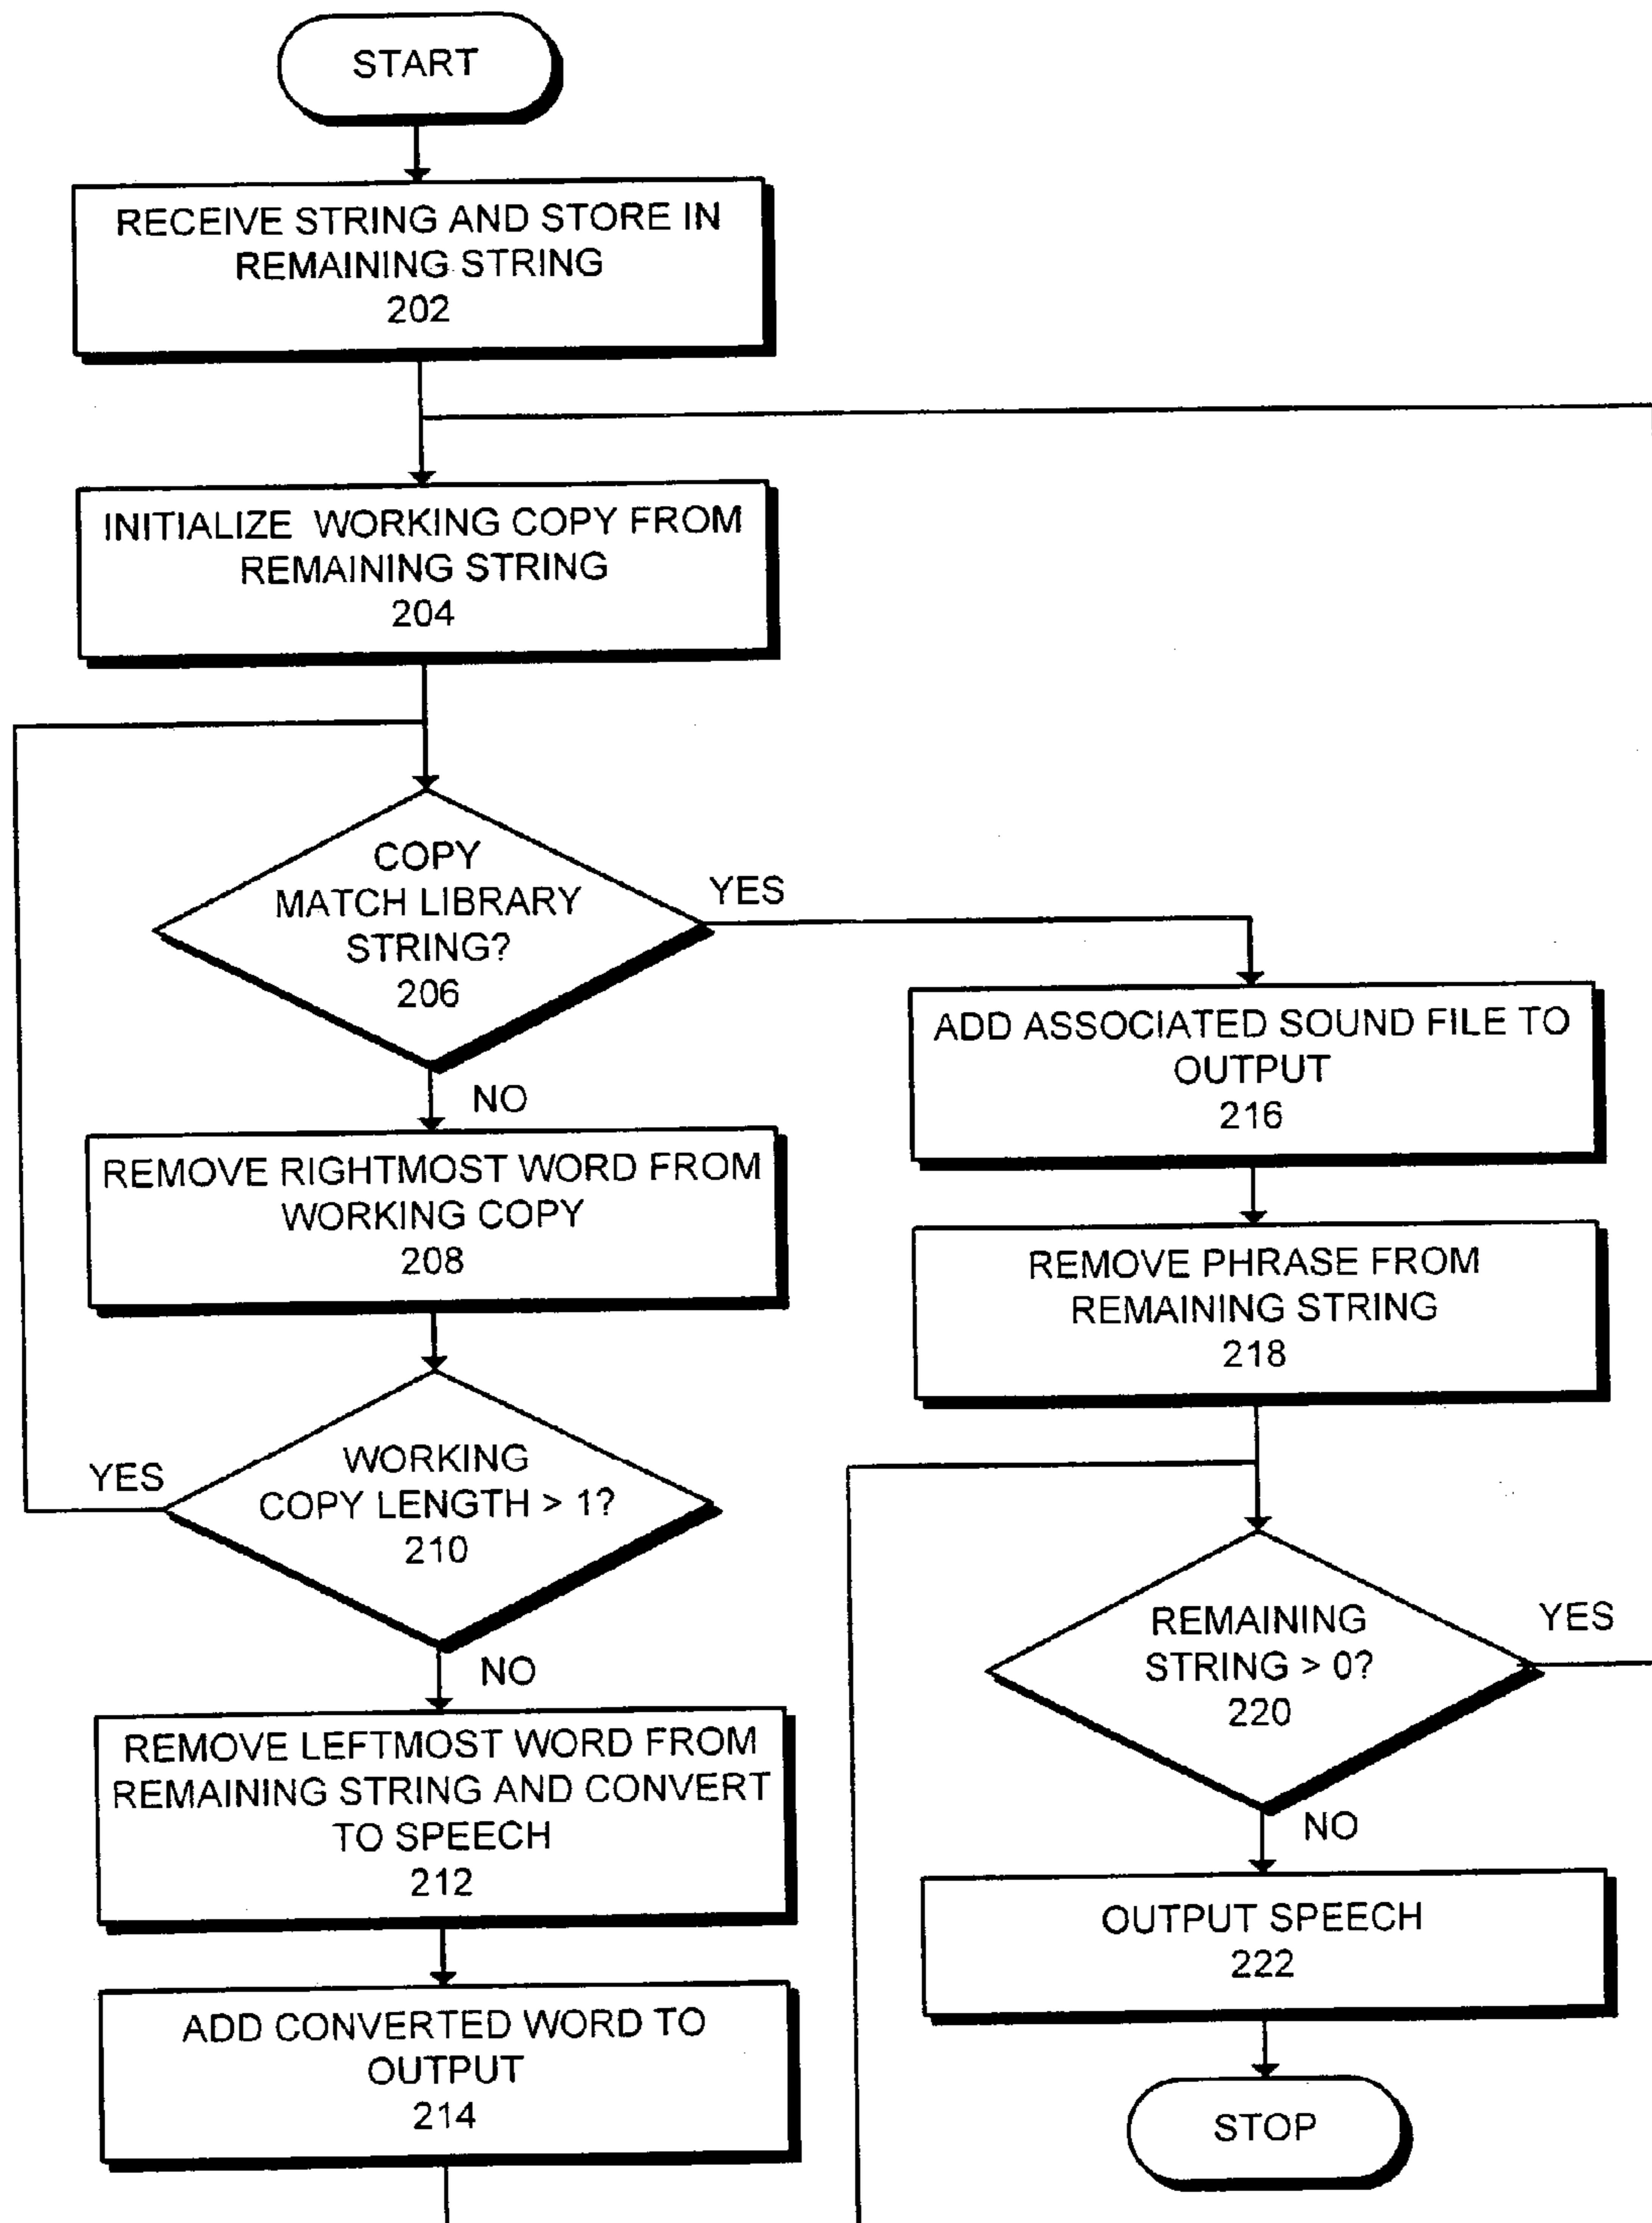 START
RECEIVE STRING AND STORE IN
REMAINING STRING
202
INITIALIZE WORKING COPY FROM
REMAINING STRING
204
COPY
MATCH LIBRARY
STRING?
206
YES
NO
REMOVE RIGHTMOST WORD FROM
WORKING COPY
208
WORKING
COPY LENGTH > 1?
210
YES
NO
REMOVE LEFTMOST WORD FROM
REMAINING STRING AND CONVERT
TO SPEECH
212
ADD CONVERTED WORD TO
OUTPUT
214
ADD ASSOCIATED SOUND FILE TO
OUTPUT
216
REMOVE PHRASE FROM
REMAINING STRING
218
REMAINING
STRING > 0?
220
YES
NO
OUTPUT SPEECH
222
STOP